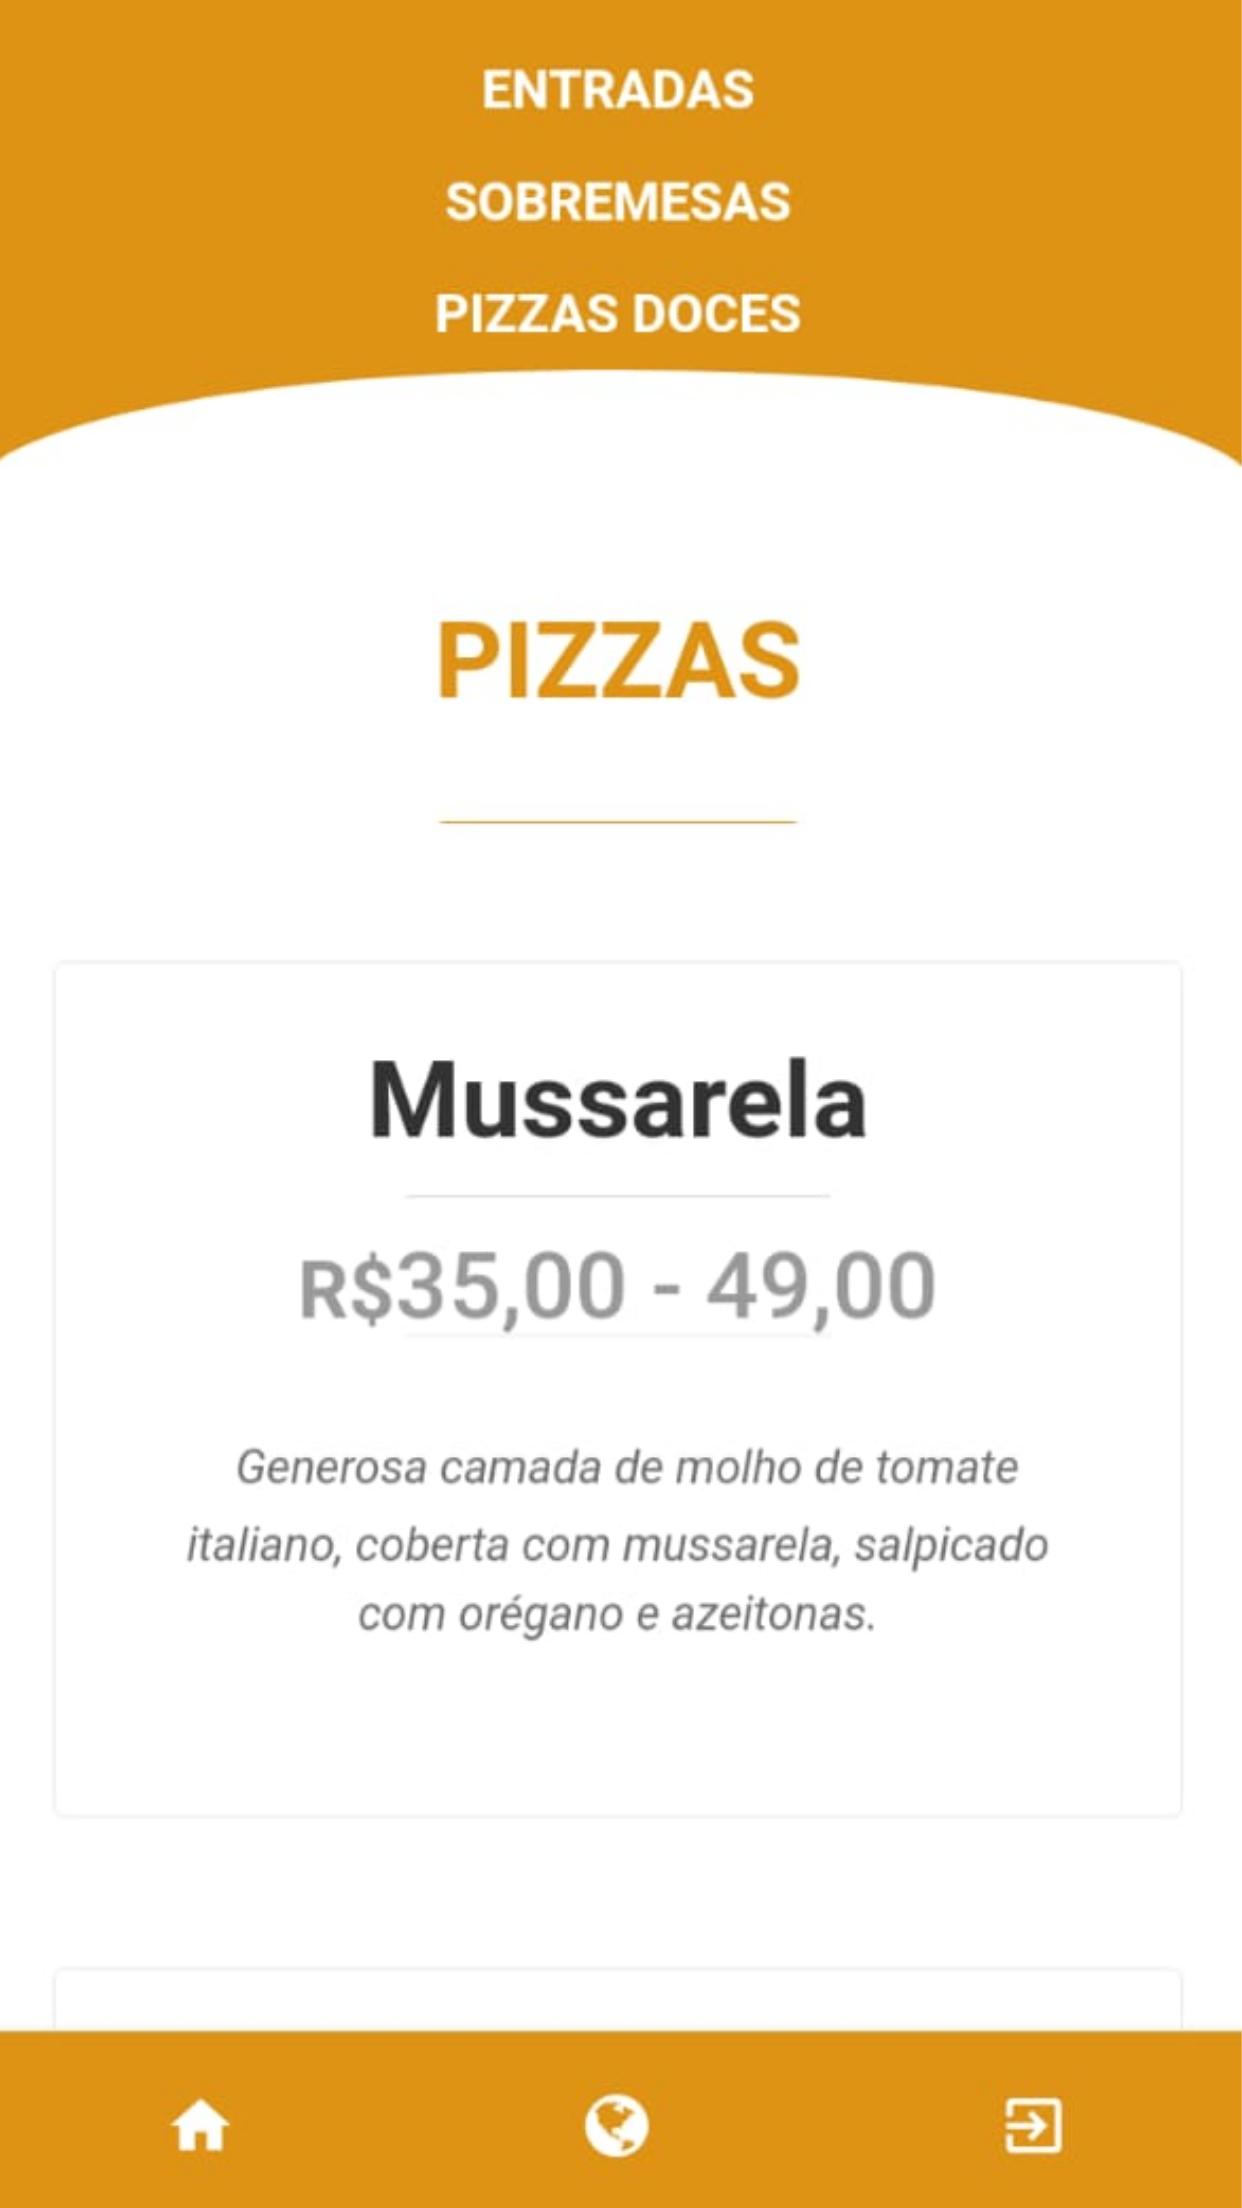 ENTRADAS
SOBREMESAS
PIZZAS DOCES
PIZZAS
Mussarela
R$35,00 - 49,00
Generosa camada de molho de tomate
italiano, coberta com mussarela, salpicado
com orégano e azeitonas.